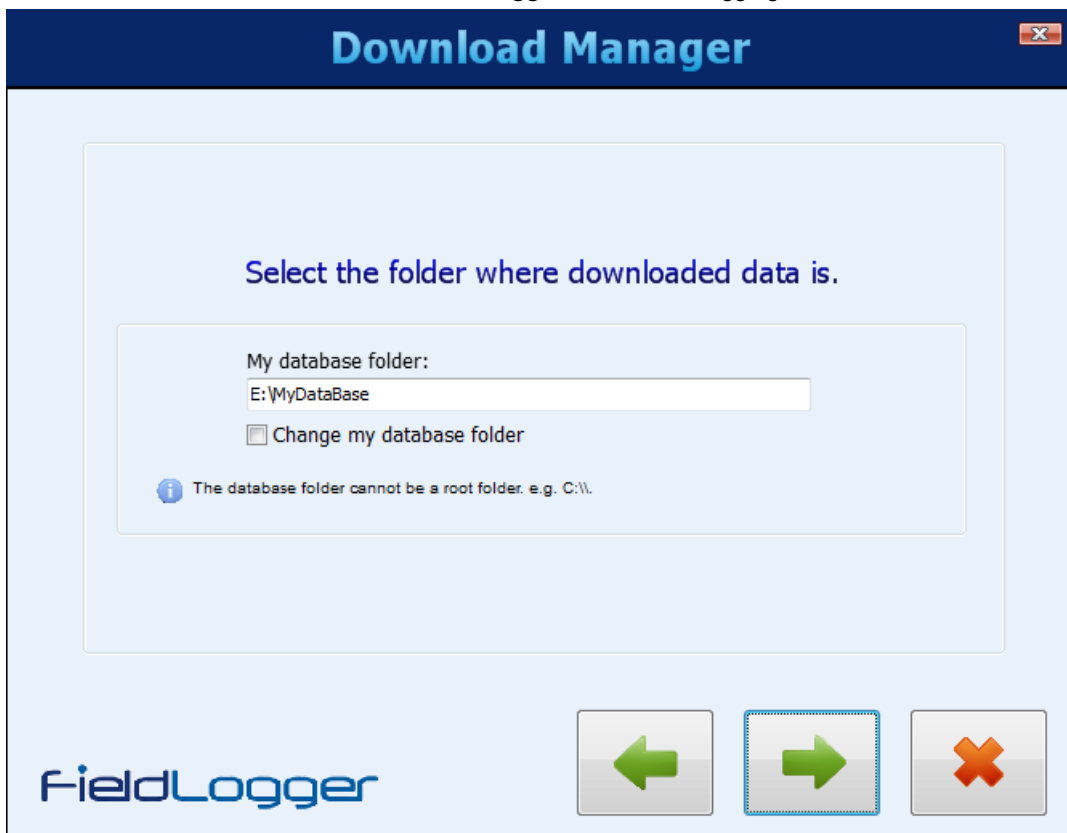 Download Manager
Select the folder where downloaded data is.
My database folder:
E:\MyDataBase
Change my database folder
The database folder cannot be a root folder. e.g. C:\\.
FieldLogger